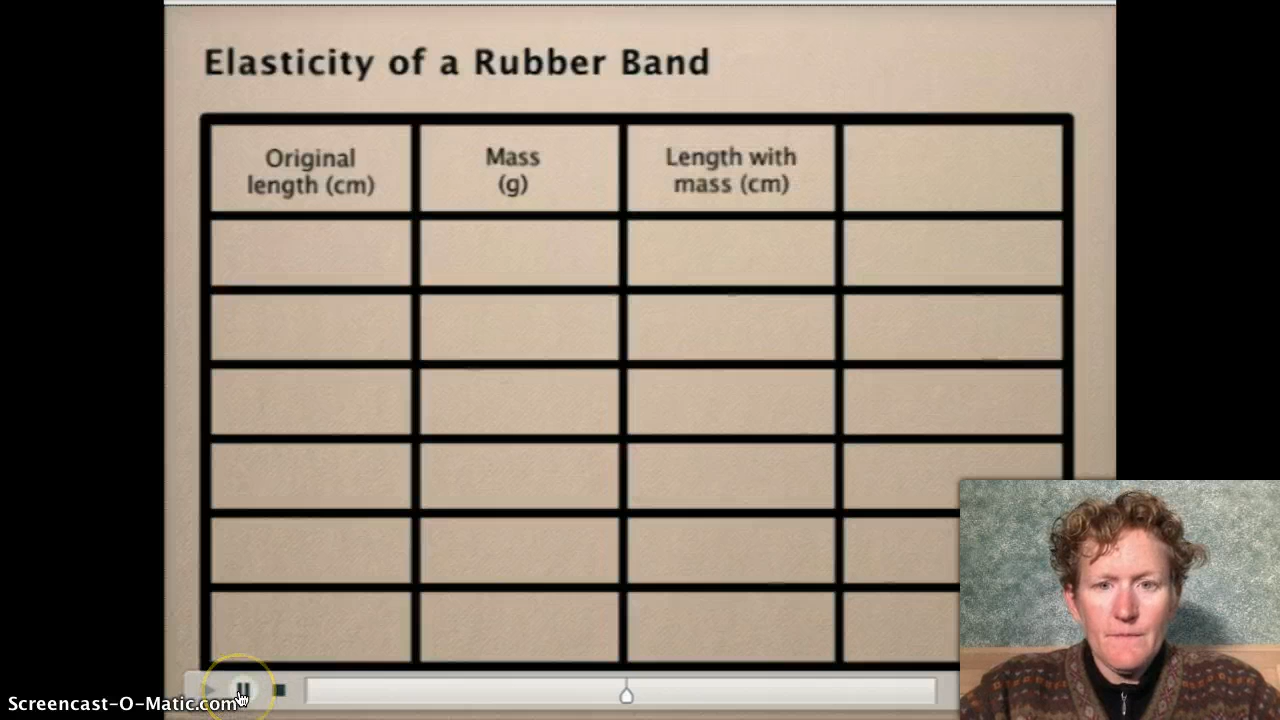 Elasticity of a Rubber Band
Original
length (cm)
Mass
(g)
Length with
mass (cm)
Screencast-O-Matic.com